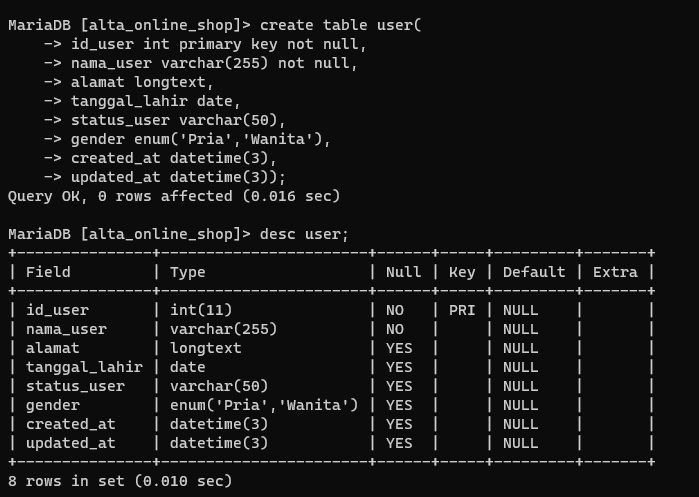 MariaDB [alta_online_shop]> create table user(
    -> id_user int primary key not null,
    -> nama_user varchar(255) not null,
    -> alamat longtext,
    -> tanggal_lahir date,
    -> status_user varchar(50),
    -> gender enum('Pria','Wanita'),
    -> created_at datetime(3),
    -> updated_at datetime(3));
Query OK, 0 rows affected (0.016 sec)

MariaDB [alta_online_shop]> desc user;
+---------------+-----------------------+------+-----+---------+-------+
| Field         | Type                  | Null | Key | Default | Extra |
+---------------+-----------------------+------+-----+---------+-------+
| id_user       | int(11)               | NO   | PRI | NULL    |       |
| nama_user     | varchar(255)          | NO   |     | NULL    |       |
| alamat        | longtext              | YES  |     | NULL    |       |
| tanggal_lahir | date                  | YES  |     | NULL    |       |
| status_user   | varchar(50)           | YES  |     | NULL    |       |
| gender        | enum('Pria','Wanita') | YES  |     | NULL    |       |
| created_at    | datetime(3)           | YES  |     | NULL    |       |
| updated_at    | datetime(3)           | YES  |     | NULL    |       |
+---------------+-----------------------+------+-----+---------+-------+
8 rows in set (0.010 sec)